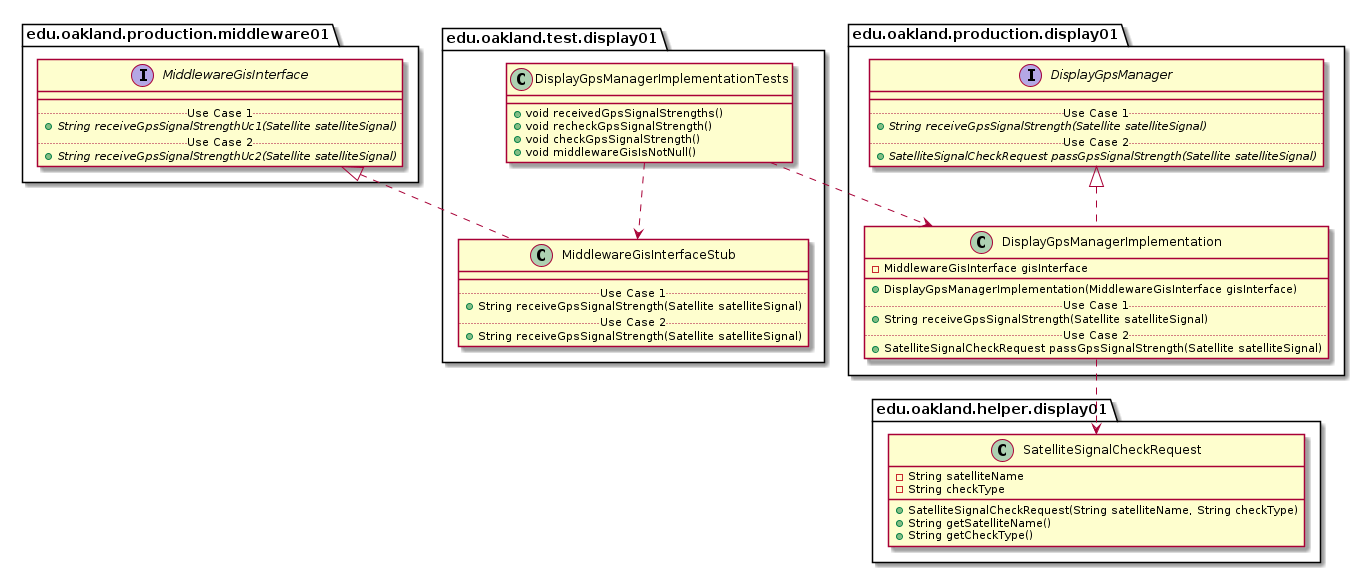 edu.oakland.production.middleware01
I MiddlewareGisInterface
Use Case 1
String receiveGpsSignalStrengthUc1(Satellite satelliteSignal)
Use Case 2
String receiveGpsSignalStrengthUc2(Satellite satelliteSignal)
edu.oakland.test.display01
C DisplayGpsManagerImplementationTests
void receivedGpsSignalStrengths()
void recheckGpsSignalStrength()
void checkGpsSignalStrength()
void middlewareGisIsNotNull()
C MiddlewareGisInterfaceStub
Use Case 1
String receiveGpsSignalStrength(Satellite satelliteSignal)
Use Case 2
String receiveGpsSignalStrength(Satellite satelliteSignal)
edu.oakland.production.display01
I DisplayGpsManager
Use Case 1
String receiveGpsSignalStrength(Satellite satelliteSignal)
Use Case 2
SatelliteSignalCheckRequest passGpsSignalStrength(Satellite satelliteSignal)
C DisplayGpsManagerImplementation
MiddlewareGisInterface gisInterface
DisplayGpsManagerImplementation(MiddlewareGisInterface gisInterface)
Use Case 1
String receiveGpsSignalStrength(Satellite satelliteSignal)
Use Case 2
SatelliteSignalCheckRequest passGpsSignalStrength(Satellite satelliteSignal)
edu.oakland.helper.display01
C SatelliteSignalCheckRequest
String satelliteName
String checkType
SatelliteSignalCheckRequest(String satelliteName, String checkType)
String getSatelliteName()
String getCheckType()